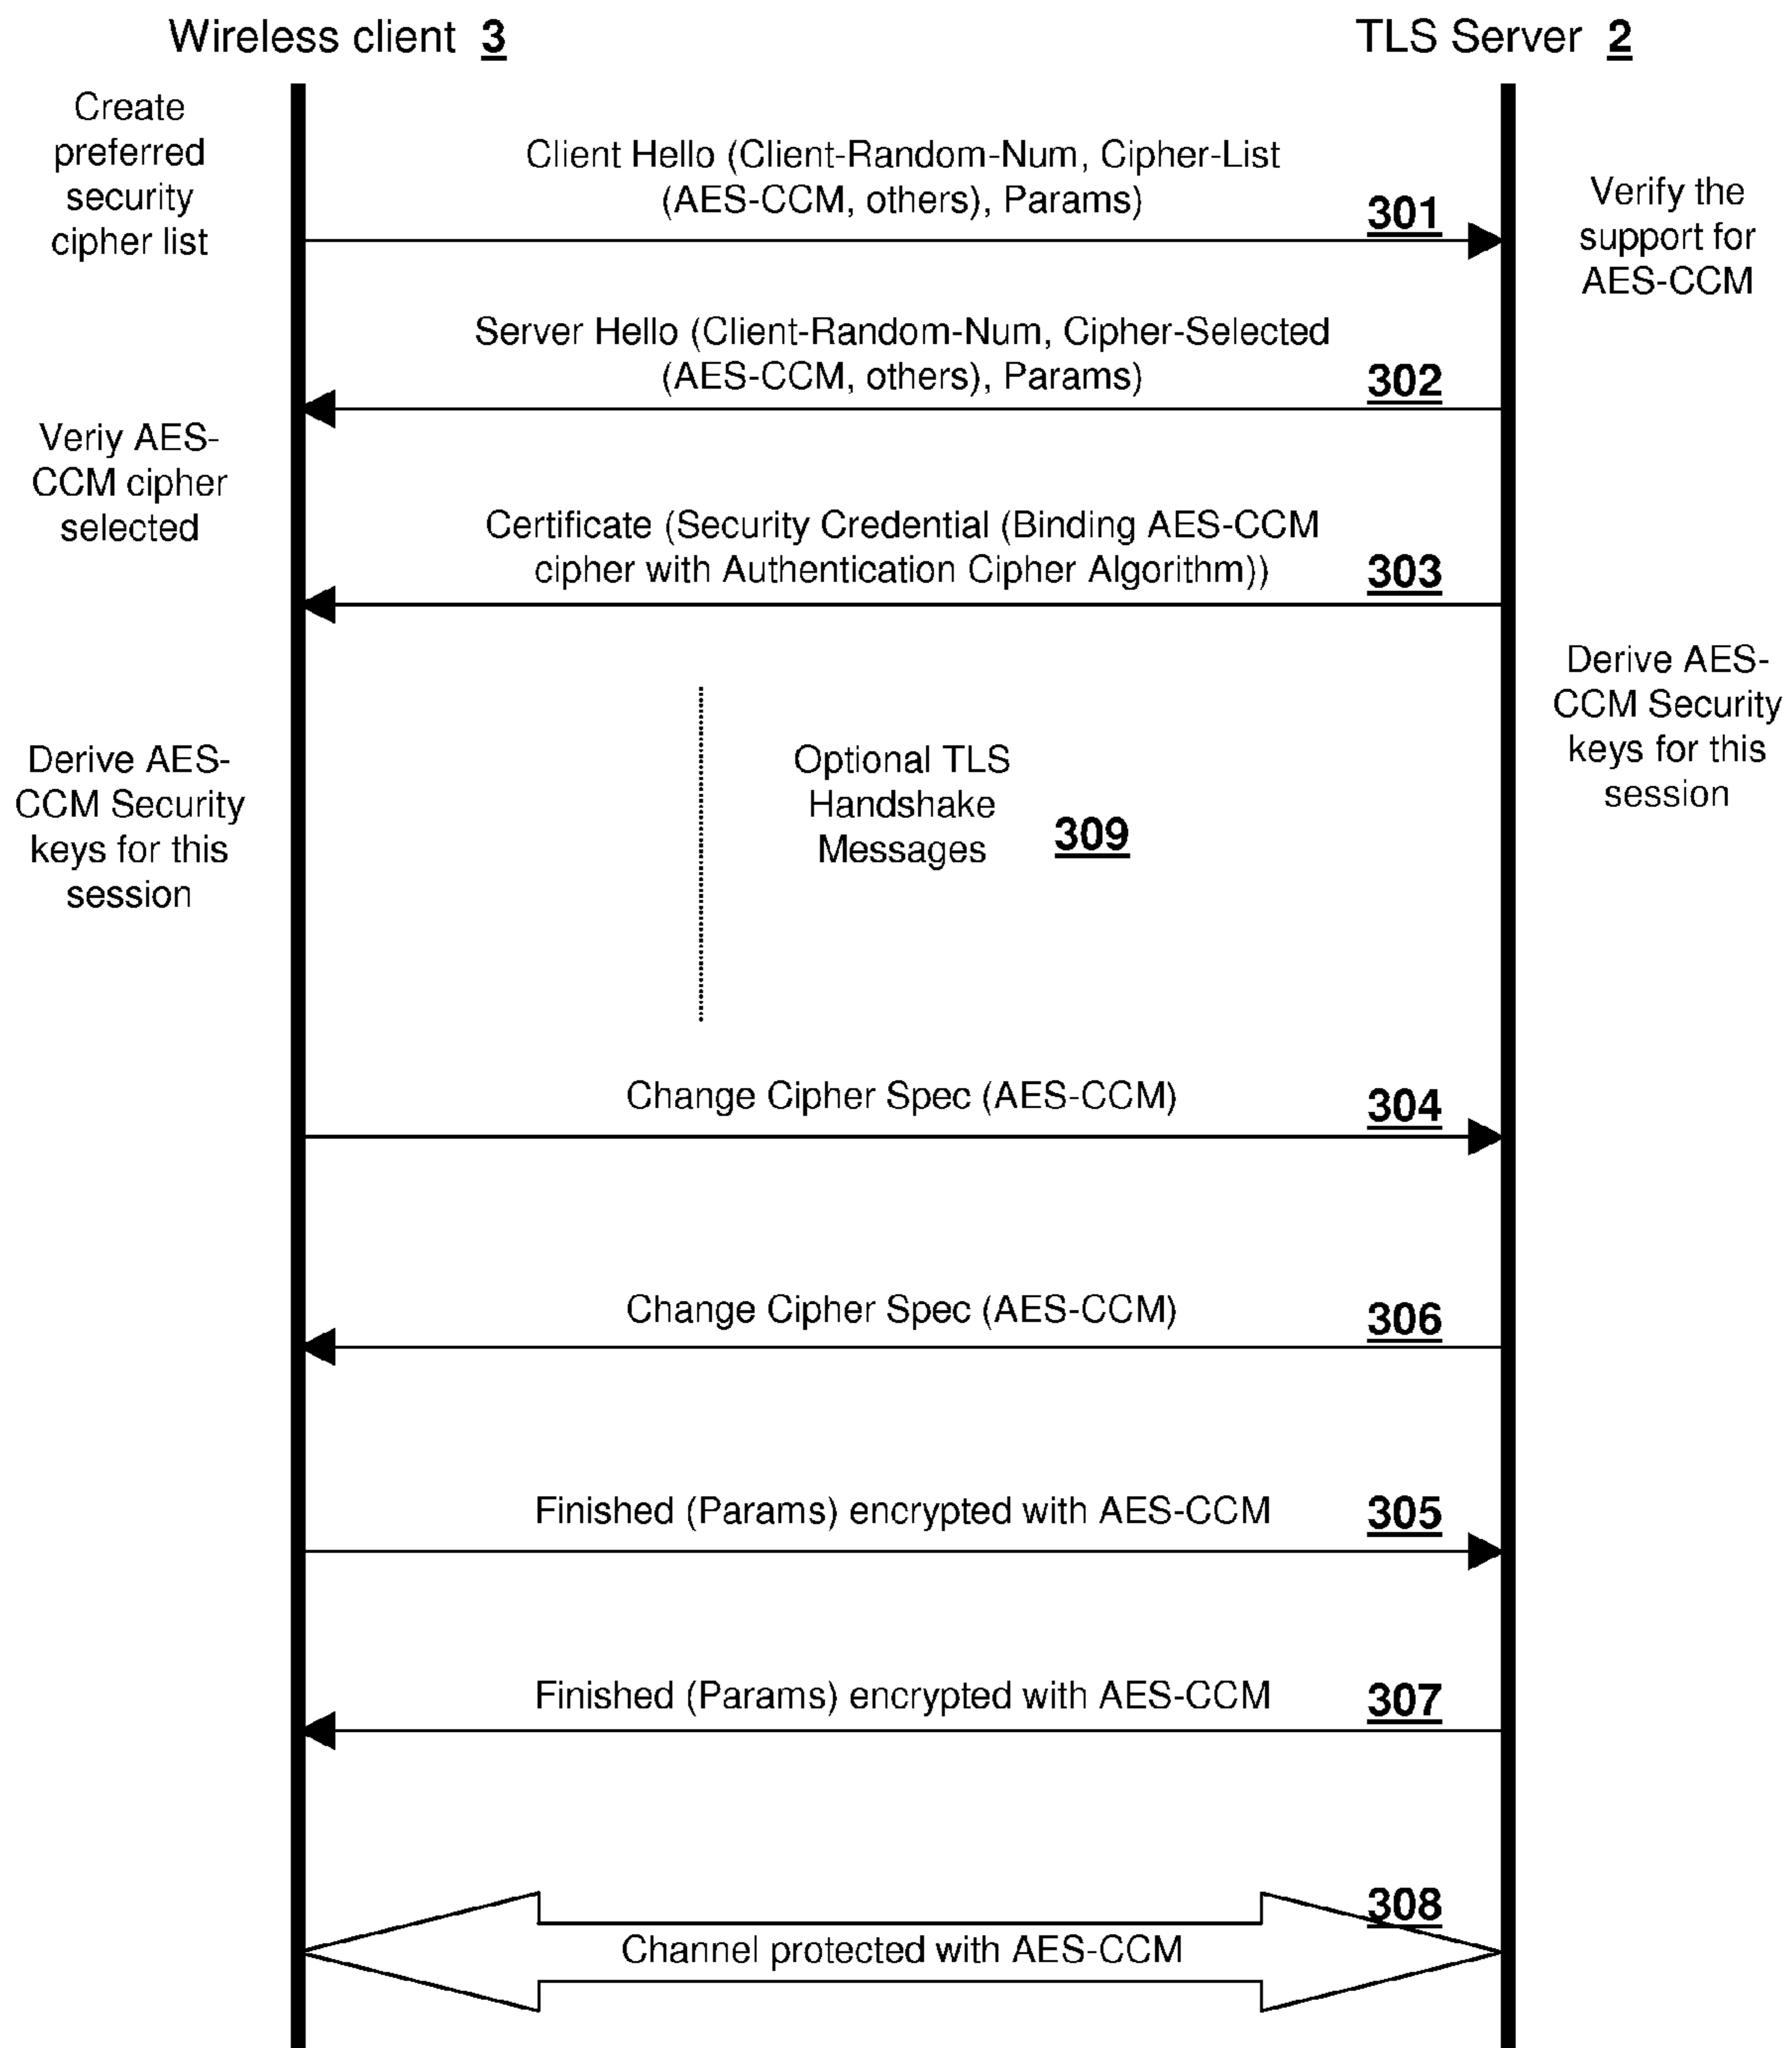 Wireless client 3
TLS Server 2
Create
preferred
security
cipher list
Client Hello (Client-Random-Num, Cipher-List
(AES-CCM, others), Params)
301
Verify the
support for
AES-CCM
Server Hello (Client-Random-Num, Cipher-Selected
(AES-CCM, others), Params)
302
Veriy AES-
CCM cipher
selected
Certificate (Security Credential (Binding AES-CCM
cipher with Authentication Cipher Algorithm))
303
Derive AES-
CCM Security
keys for this
session
Derive AES-
CCM Security
keys for this
session
Optional TLS
Handshake
Messages
309
Change Cipher Spec (AES-CCM)
304
Change Cipher Spec (AES-CCM)
306
Finished (Params) encrypted with AES-CCM
305
Finished (Params) encrypted with AES-CCM
307
308
Channel protected with AES-CCM